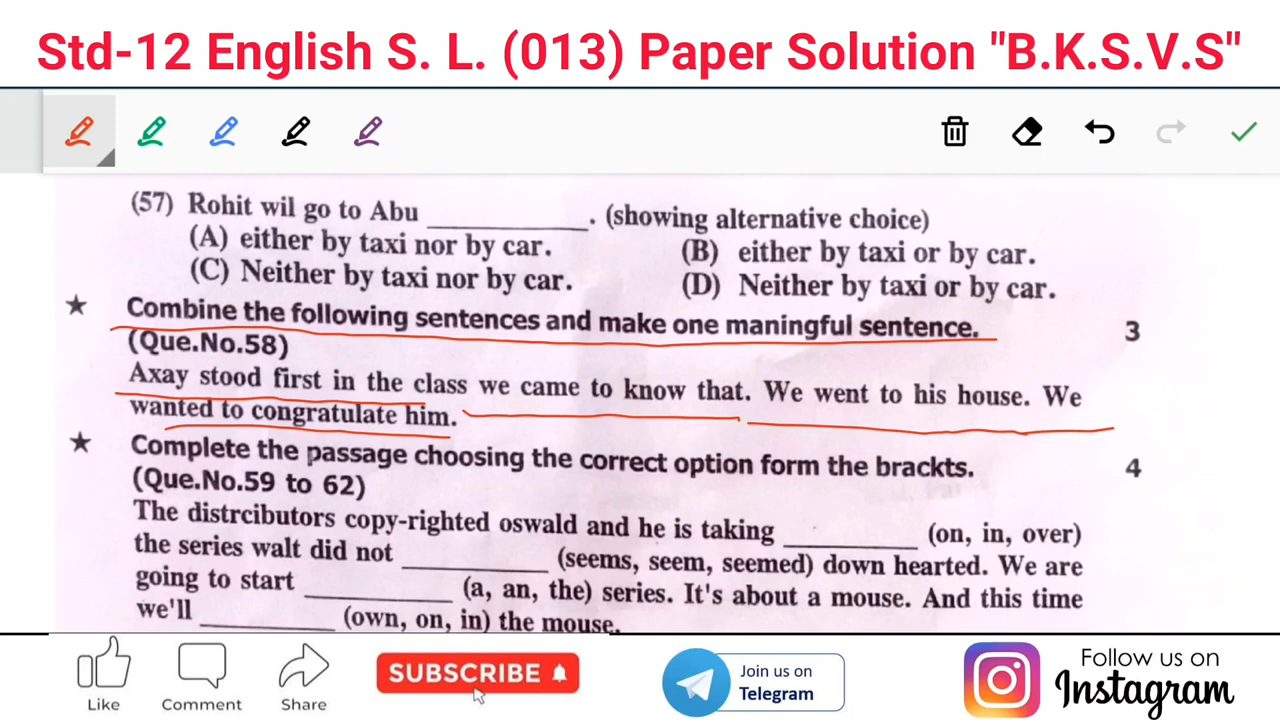 Std-12 English S. L. (013) Paper Solution "B.K.S.V.S"
(57) Rohit wil go to Abu __________. (showing alternative choice)
(A) either by taxi nor by car. (B) either by taxi or by car.
(C) Neither by taxi nor by car. (D) Neither by taxi or by car.
★ Combine the following sentences and make one maningful sentence. 3
(Que.No.58)
Axay stood first in the class we came to know that. We went to his house. We
wanted to congratulate him.
★ Complete the passage choosing the correct option form the brackts. 4
(Que.No.59 to 62)
The distrcibutors copy-righted oswald and he is taking ________ (on, in, over)
the series walt did not _________ (seems, seem, seemed) down hearted. We are
going to start _________ (a, an, the) series. It's about a mouse. And this time
we'll ________ (own, on, in) the mouse.
Like Comment Share SUBSCRIBE Join us on Telegram Follow us on Instagram